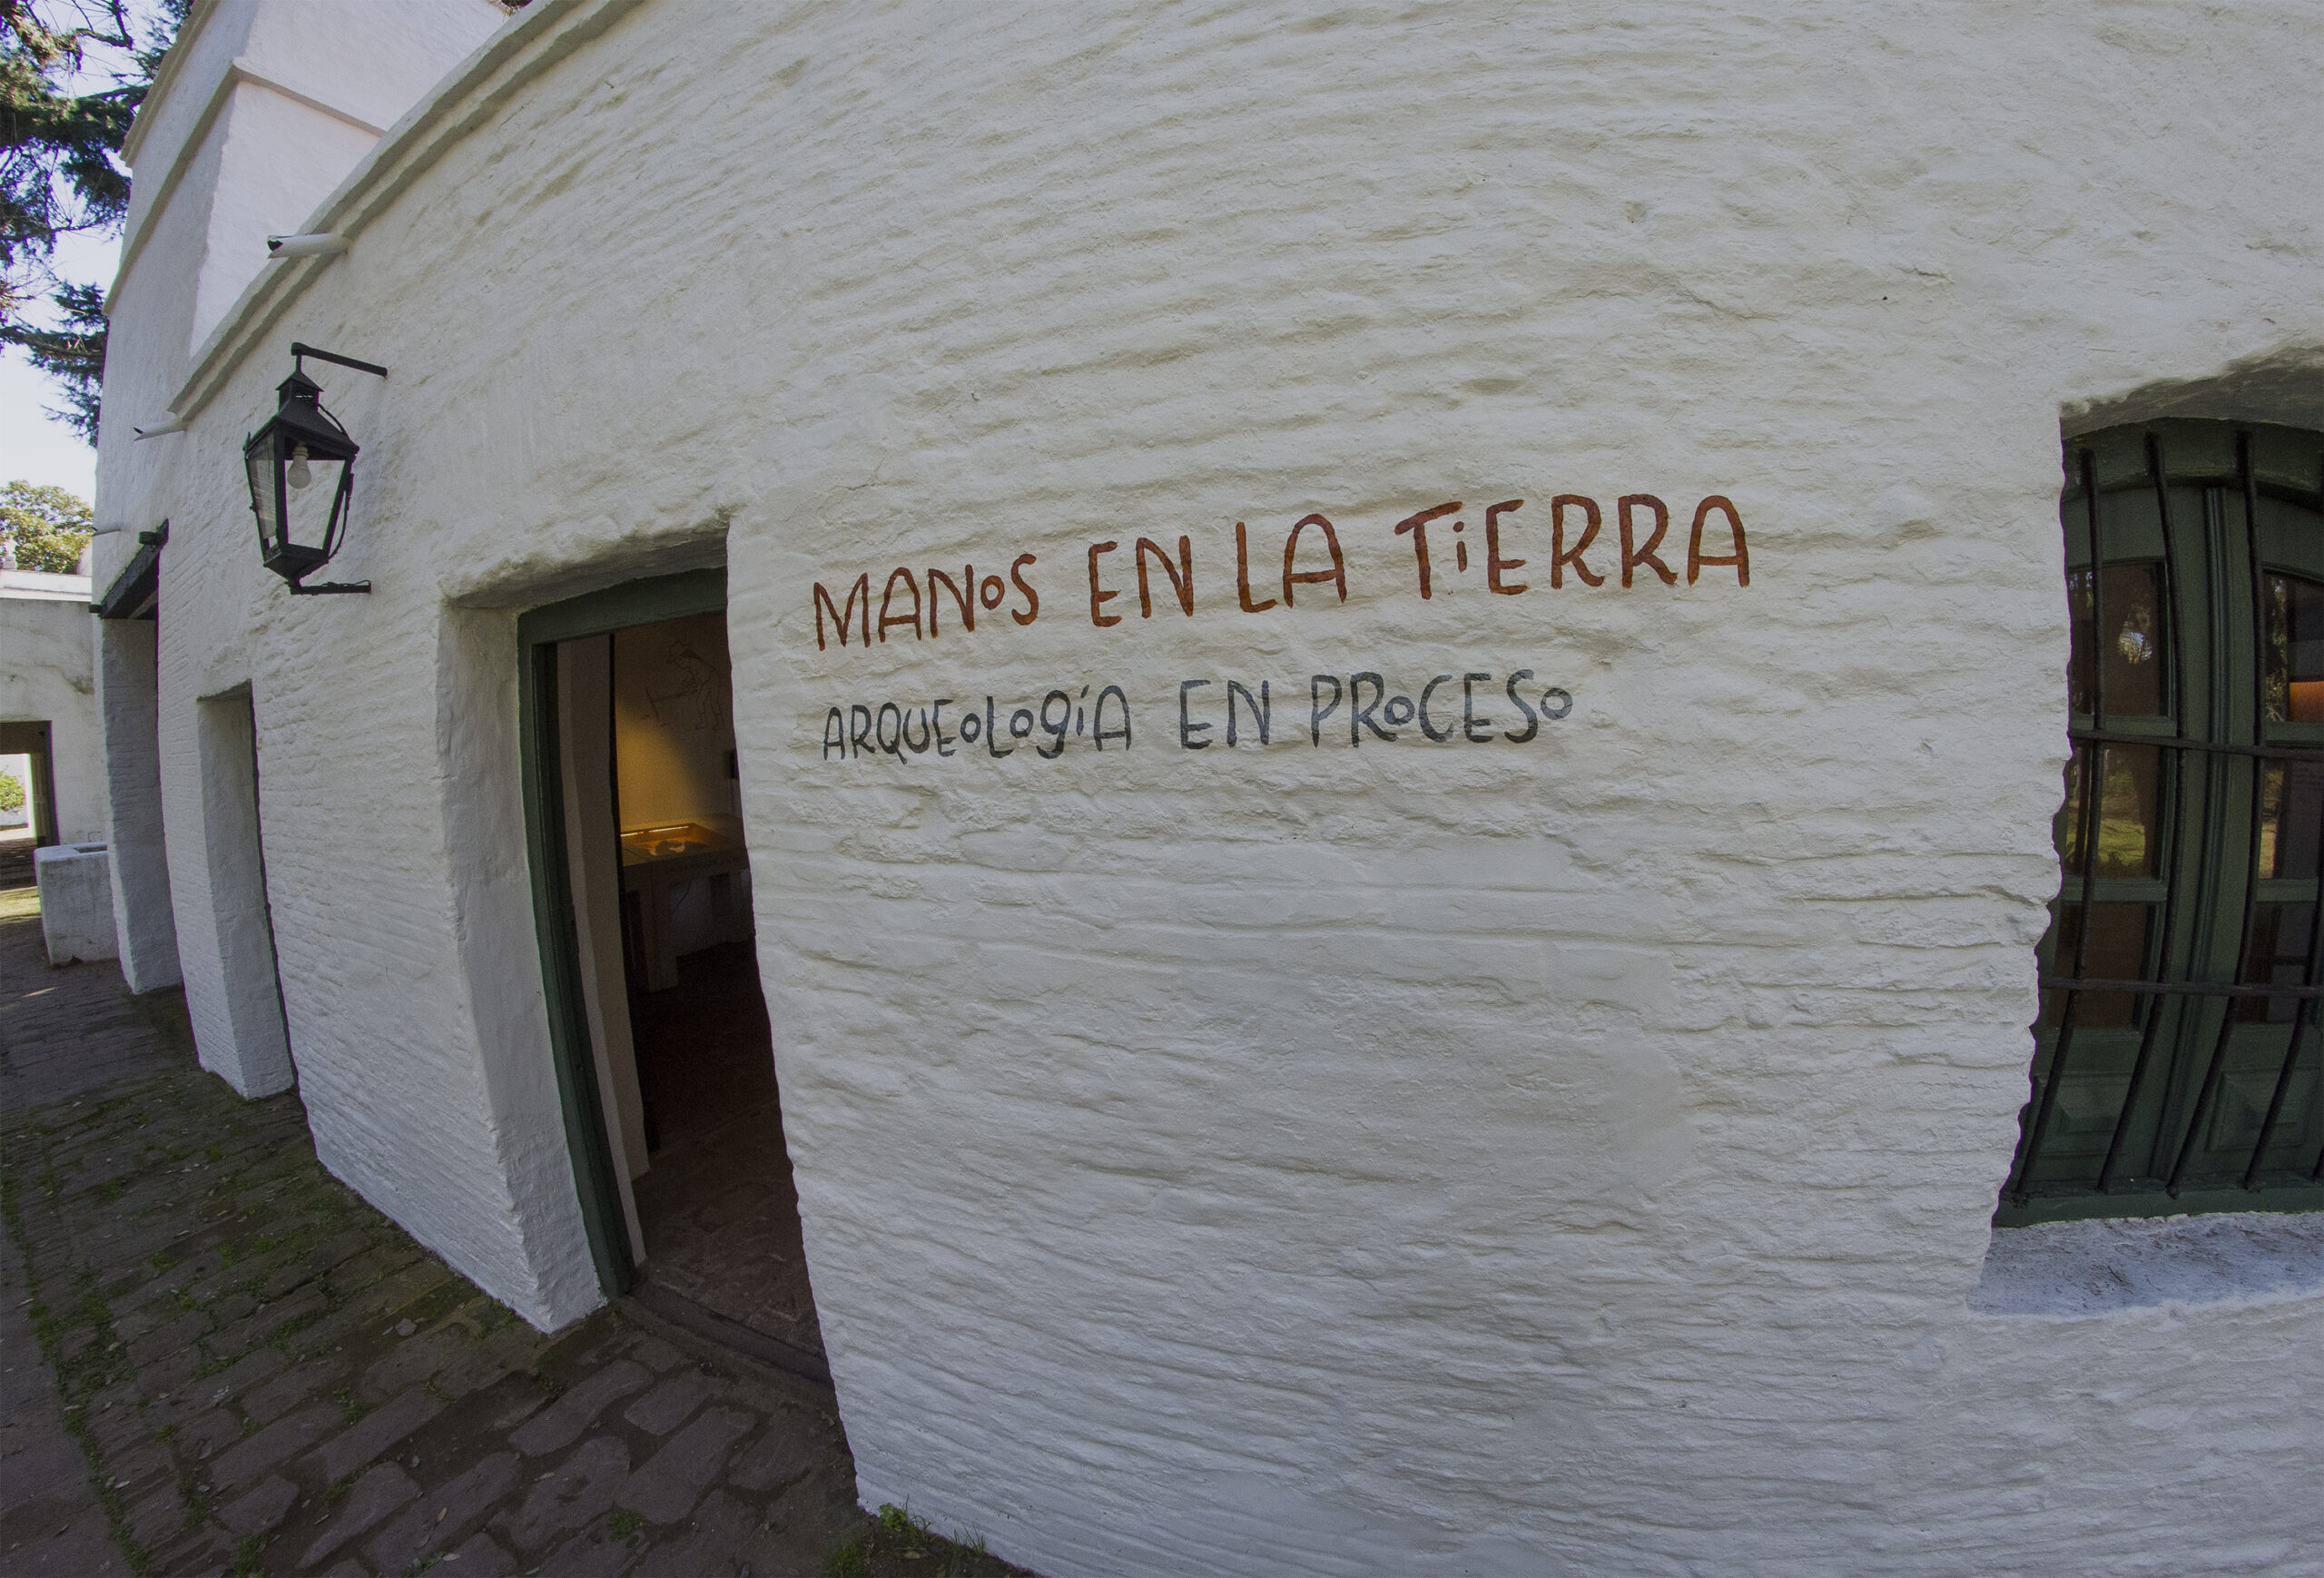 MANOS EN LA TiERRA
ARQUEOLOGíA EN PROCESO